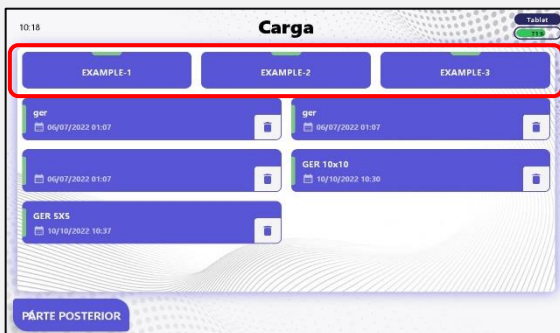 10:18
Carga
Tablet
71 %
EXAMPLE-1
EXAMPLE-2
EXAMPLE-3
ger
06/07/2022 01:07
ger
06/07/2022 01:07
06/07/2022 01:07
GER 10x10
10/10/2022 10:30
GER 5X5
10/10/2022 10:37
PARTE POSTERIOR